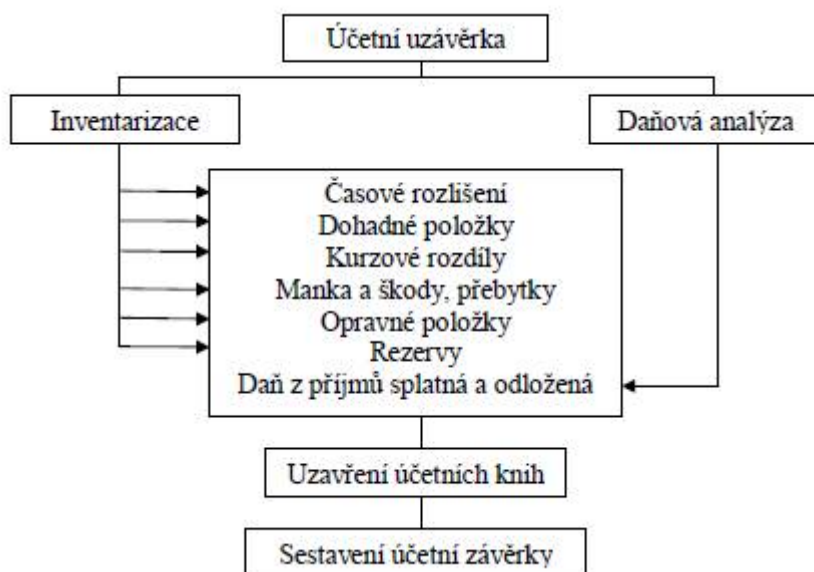 Účetní uzávěrka
Inventarizace
Daňová analýza
Časové rozlišení
Dohadné položky
Kurzové rozdíly
Manka a škody, přebytky
Opravné položky
Rezervy
Daň z příjmů splatná a odložená
Uzavření účetních knih
Sestavení účetní závěrky